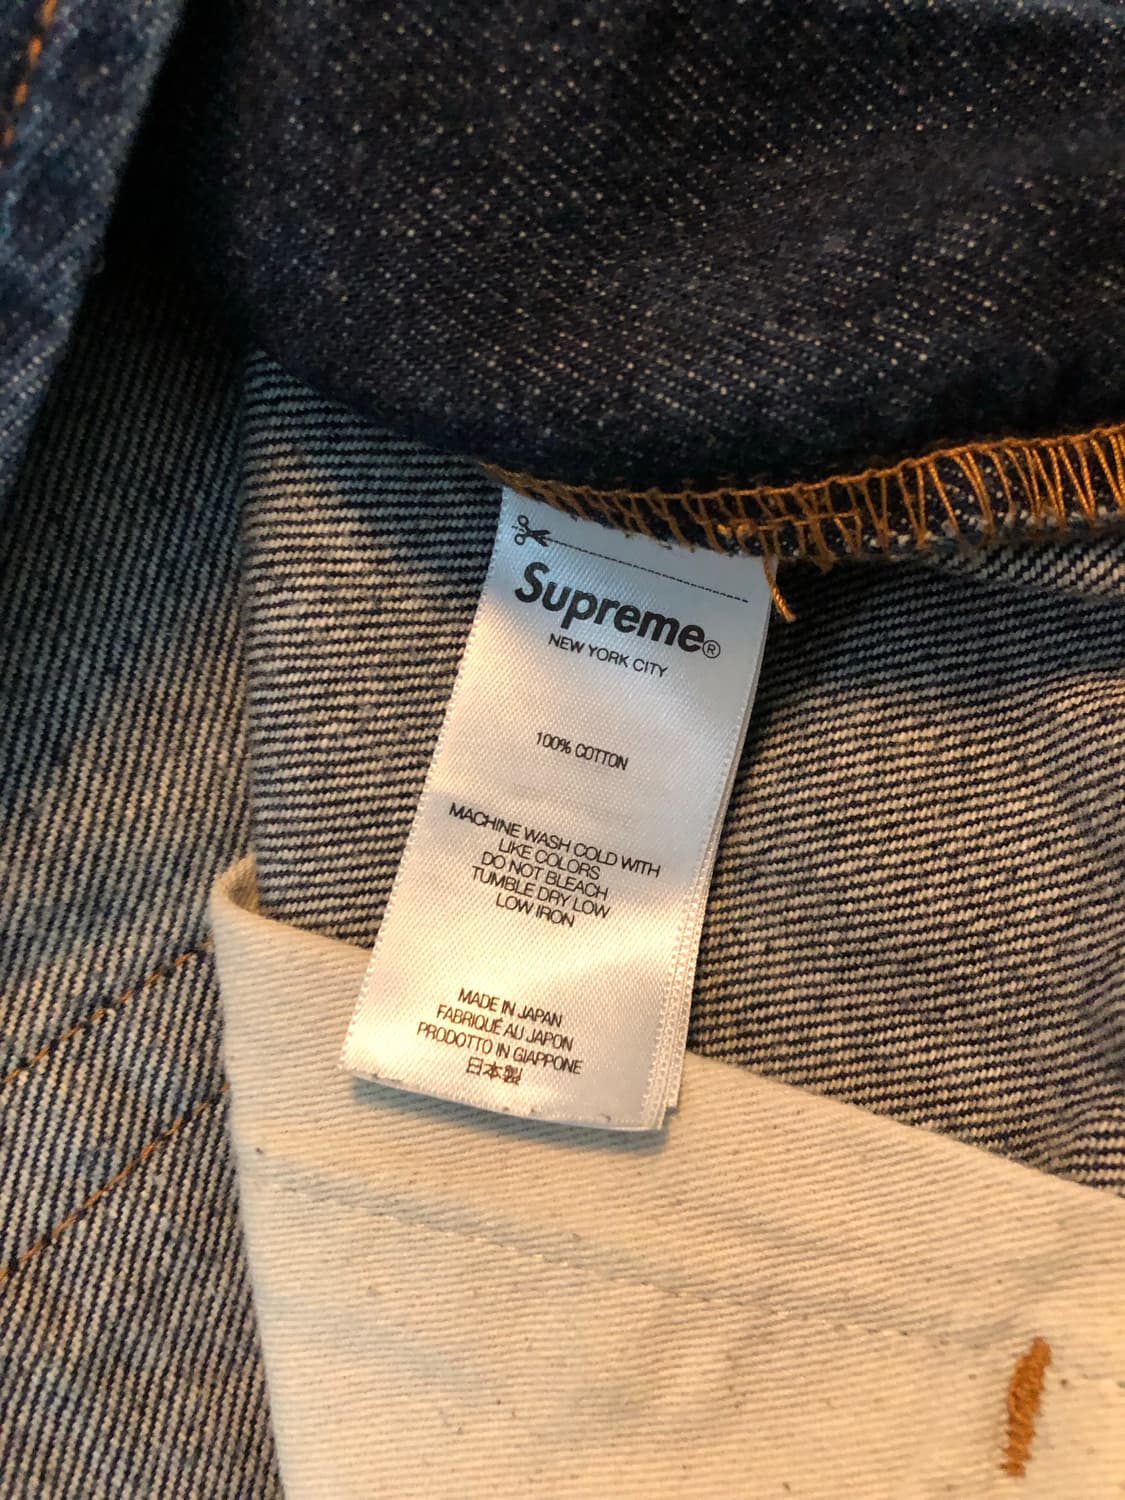 Supreme®
NEW YORK CITY
100% COTTON
MACHINE WASH COLD WITH
LIKE COLORS
DO NOT BLEACH
TUMBLE DRY LOW
LOW IRON
MADE IN JAPAN
FABRIQUÉ AU JAPON
PRODOTTO IN GIAPPONE
日本製